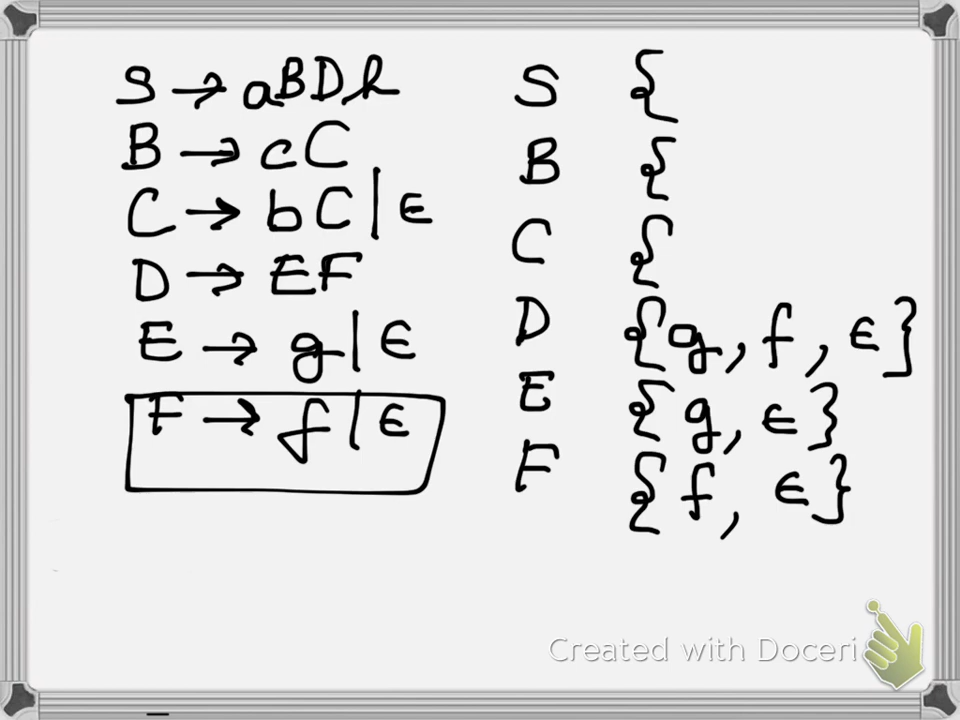 S → aBDh S {
B → cC B {
C → bC | ε C {
D → EF D {g, f, ε}
E → g | ε E {g, ε}
F → f | ε F {f, ε}
Created with Doceri